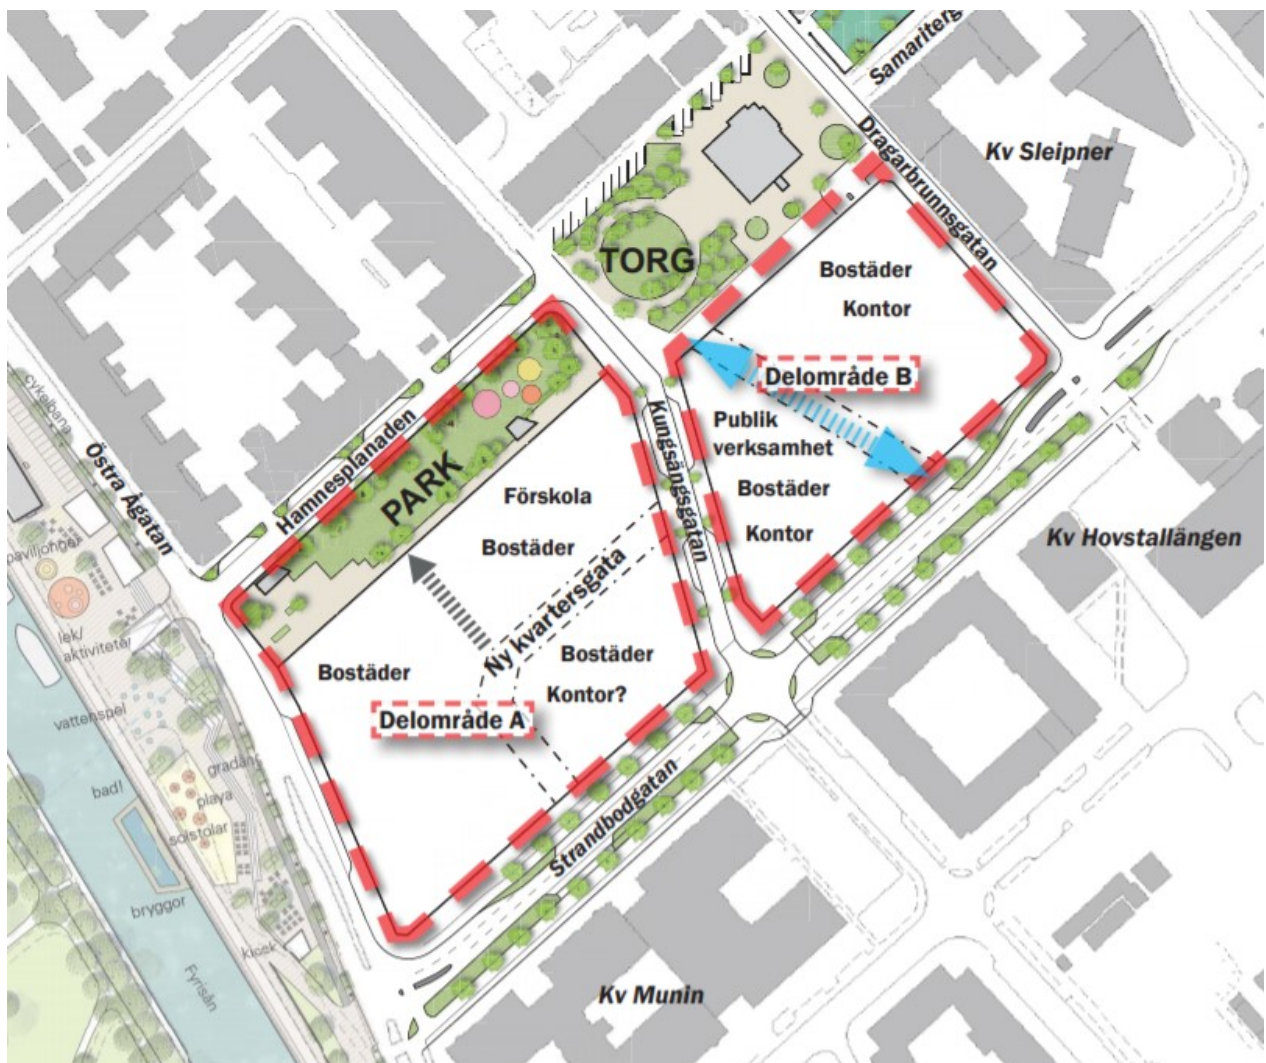 Samariterg
Dragarbrunnsgatan
Kv Sleipner
TORG
Bostäder
Kontor
Delområde B
Publik
verksamhet
Bostäder
Kontor
Kungsängsgatan
Hamnesplanaden
PARK
Östra Ågatan
cykelbana
Förskola
Bostäder
Ny kvartersgata
Bostäder
Kontor?
Bostäder
Delområde A
Kv Hovstallängen
paviljonger
lek/
aktiviteter
vattenspel
gradäng
bad!
playa
solstolar
bryggor
kiosk
Fyrisån
Strandbodgatan
Kv Munin